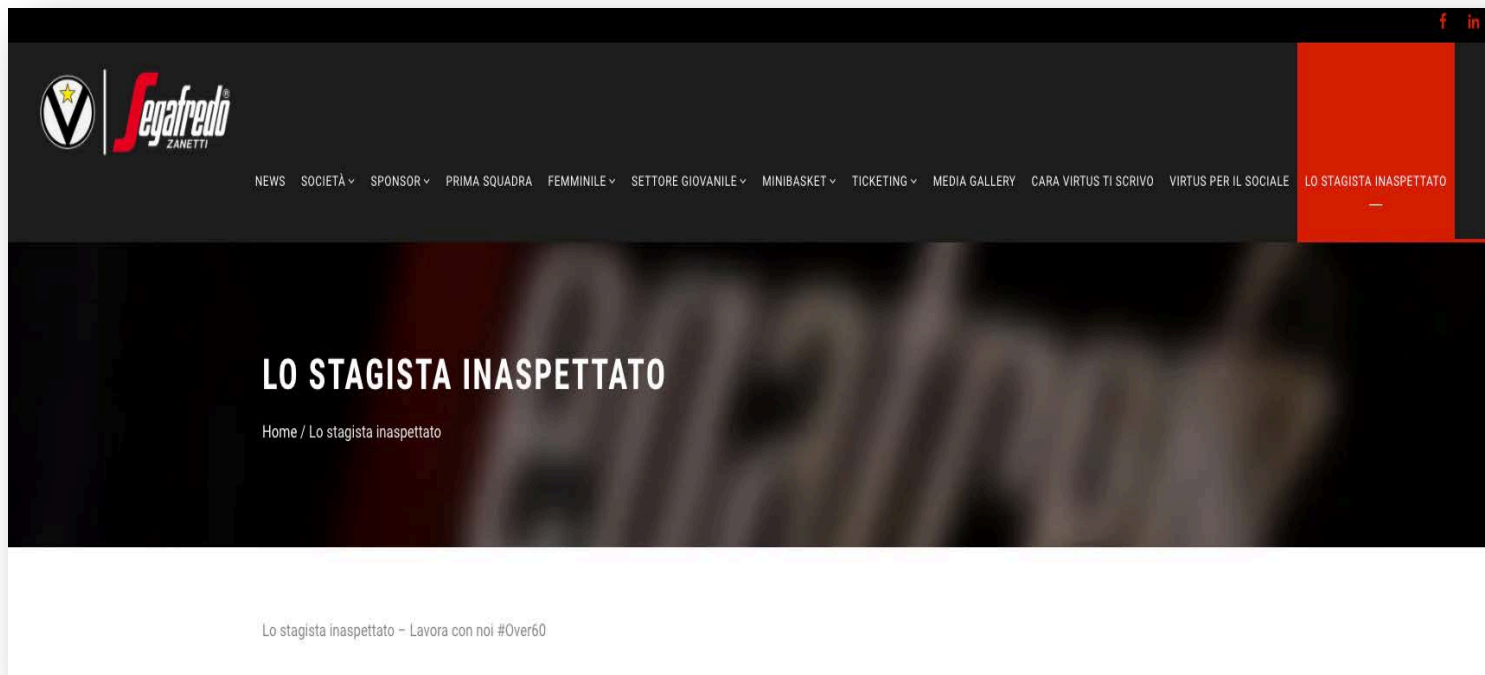 f in
V Segafredo®
ZANETTI
NEWS SOCIETÀ SPONSOR PRIMA SQUADRA FEMMINILE SETTORE GIOVANILE MINIBASKET TICKETING MEDIA GALLERY CARA VIRTUS TI SCRIVO VIRTUS PER IL SOCIALE LO STAGISTA INASPETTATO
LO STAGISTA INASPETTATO
Home / Lo stagista inaspettato
Lo stagista inaspettato – Lavora con noi #Over60